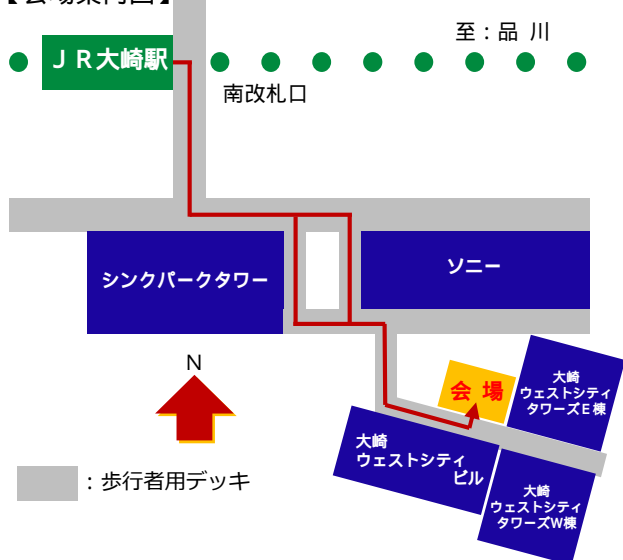 【会場案内図】
至：品 川
ＪＲ大崎駅
南改札口
シンクパークタワー
ソニー
N
会 場
大崎
ウェストシティ
タワーズE棟
大崎
ウェストシティ
ビル
大崎
ウェストシティ
タワーズW棟
：歩行者用デッキ